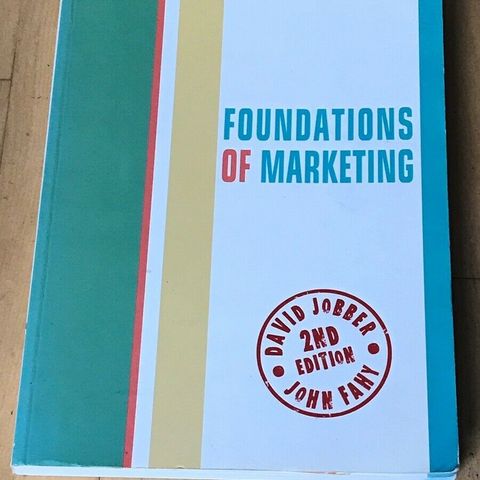 FOUNDATIONS
OF MARKETING
DAVID JOBBER
2ND
EDITION
JOHN FAHY